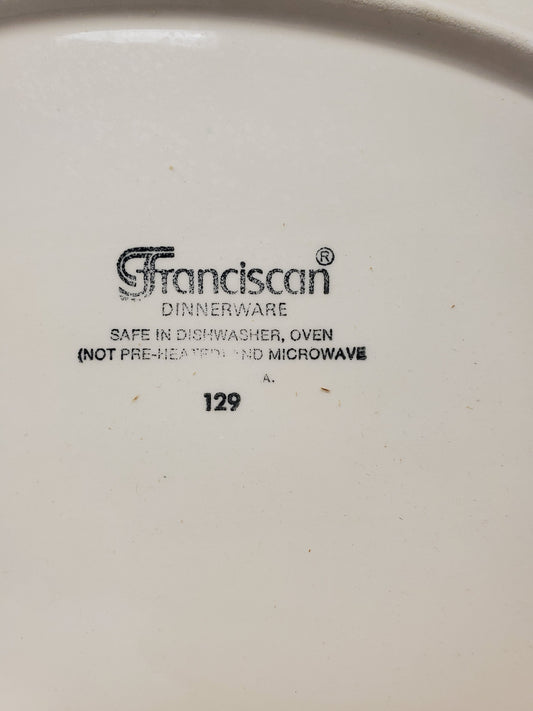 Franciscan®
DINNERWARE
SAFE IN DISHWASHER, OVEN
(NOT PRE-HEATED) AND MICROWAVE
A.
129